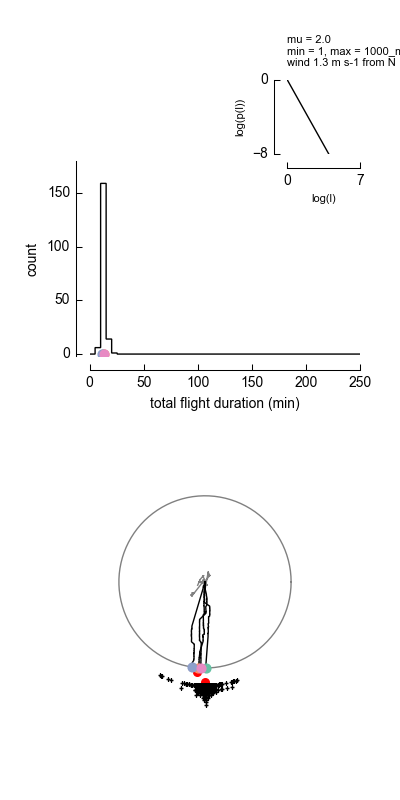 mu = 2.0
min = 1, max = 1000_m
wind 1.3 m s-1 from N
0
log(p(l))
−8
0 7
log(l)
150
100
50
0
count
0 50 100 150 200 250
total flight duration (min)